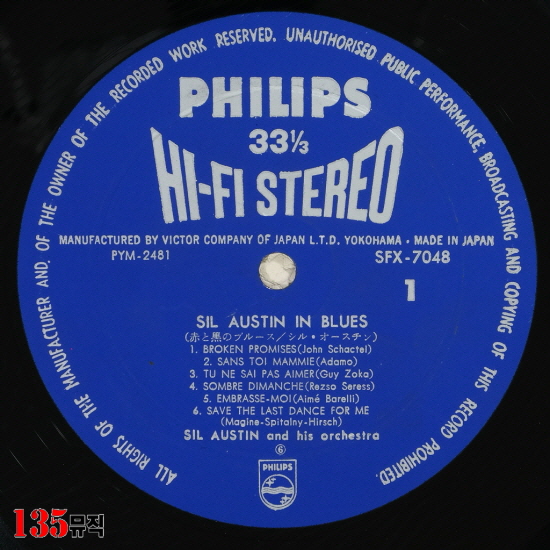 ALL RIGHTS OF THE MANUFACTURER AND. OF THE OWNER OF THE RECORDED WORK RESERVED. UNAUTHORISED PUBLIC PERFORMANCE, BROADCASTING AND COPYING OF THIS RECORD PROHIBITED.
PHILIPS
33⅓
HI-FI STEREO
MANUFACTURED BY VICTOR COMPANY OF JAPAN L.T.D. YOKOHAMA・MADE IN JAPAN
PYM-2481 SFX-7048
1
SIL AUSTIN IN BLUES
(赤と黒のブルース/シル・オースチン)
1. BROKEN PROMISES(John Schactel)
2. SANS TOI MAMMIE(Adamo)
3. TU NE SAI PAS AIMER(Guy Zoka)
4. SOMBRE DIMANCHE(Rezso Seress)
5. EMBRASSE-MOI(Aimé Barelli)
6. SAVE THE LAST DANCE FOR ME
(Magine-Spitalny-Hirsch)
SIL AUSTIN and his orchestra
⑥
PHILIPS
135뮤직